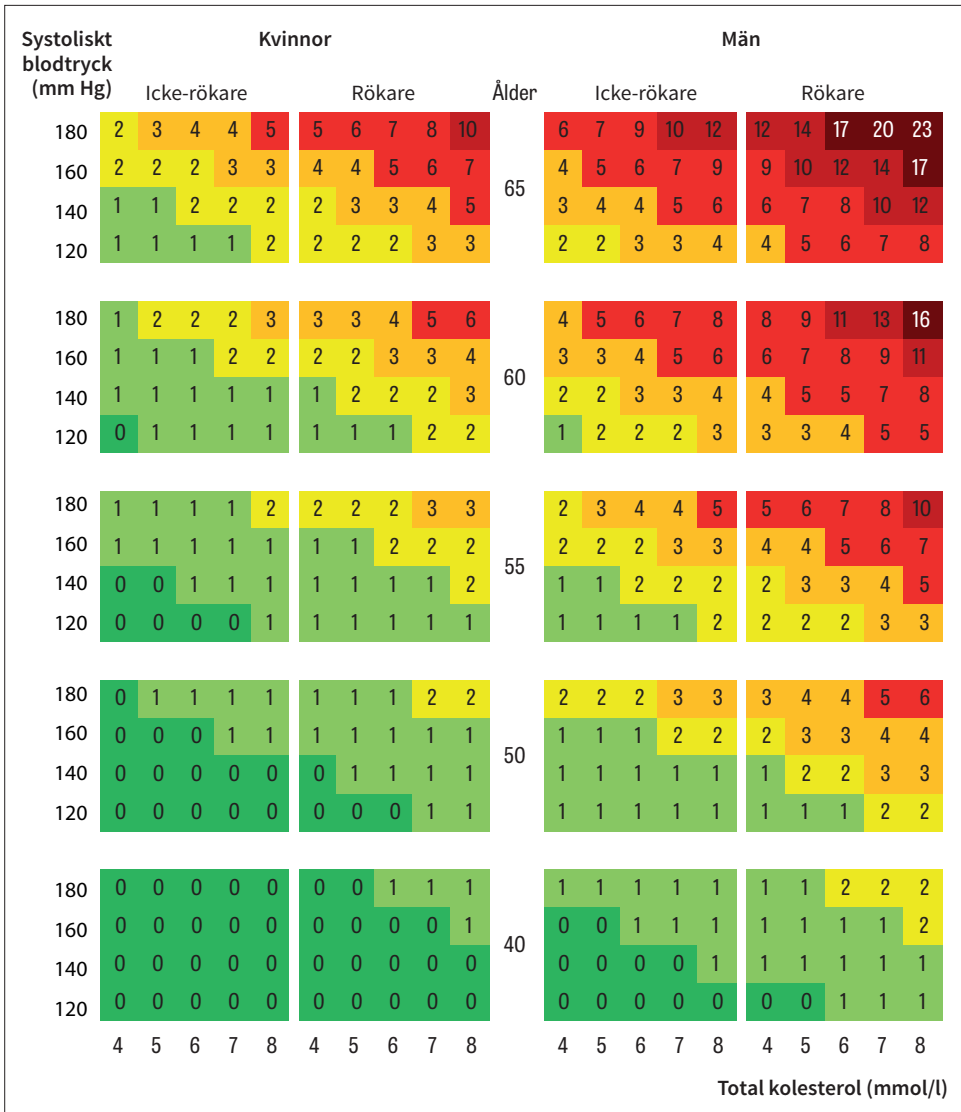 Systoliskt blodtryck (mm Hg) Kvinnor Män
Icke-rökare Rökare Ålder Icke-rökare Rökare
180 2 3 4 4 5 5 6 7 8 10 6 7 9 10 12 12 14 17 20 23
160 2 2 2 3 3 4 4 5 6 7 4 5 6 7 9 9 10 12 14 17
65
140 1 1 2 2 2 2 3 3 4 5 3 4 4 5 6 6 7 8 10 12
120 1 1 1 1 2 2 2 2 3 3 2 2 3 3 4 4 5 6 7 8
180 1 2 2 2 3 3 3 4 5 6 4 5 6 7 8 8 9 11 13 16
160 1 1 1 2 2 2 2 3 3 4 3 3 4 5 6 6 7 8 9 11
60
140 1 1 1 1 1 1 2 2 2 3 2 2 3 3 4 4 5 5 7 8
120 0 1 1 1 1 1 1 1 2 2 1 2 2 2 3 3 3 4 5 5
180 1 1 1 1 2 2 2 2 3 3 2 3 4 4 5 5 6 7 8 10
160 1 1 1 1 1 1 1 2 2 2 2 2 2 3 3 4 4 5 6 7
55
140 0 0 1 1 1 1 1 1 1 2 1 1 2 2 2 2 3 3 4 5
120 0 0 0 0 1 1 1 1 1 1 1 1 1 1 2 2 2 2 3 3
180 0 1 1 1 1 1 1 1 2 2 2 2 2 3 3 3 4 4 5 6
160 0 0 0 1 1 1 1 1 1 1 1 1 1 2 2 2 3 3 4 4
50
140 0 0 0 0 0 0 1 1 1 1 1 1 1 1 1 1 2 2 3 3
120 0 0 0 0 0 0 0 0 1 1 1 1 1 1 1 1 1 1 2 2
180 0 0 0 0 0 0 0 1 1 1 1 1 1 1 1 1 1 2 2 2
160 0 0 0 0 0 0 0 0 0 1 0 0 1 1 1 1 1 1 1 2
40
140 0 0 0 0 0 0 0 0 0 0 0 0 0 0 1 1 1 1 1 1
120 0 0 0 0 0 0 0 0 0 0 0 0 0 0 0 0 0 1 1 1
4 5 6 7 8 4 5 6 7 8 4 5 6 7 8 4 5 6 7 8
Total kolesterol (mmol/l)